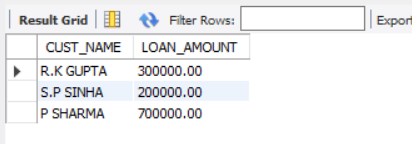 Result Grid Filter Rows: Export
CUST_NAME LOAN_AMOUNT
R.K GUPTA 300000.00
S.P SINHA 200000.00
P SHARMA 700000.00